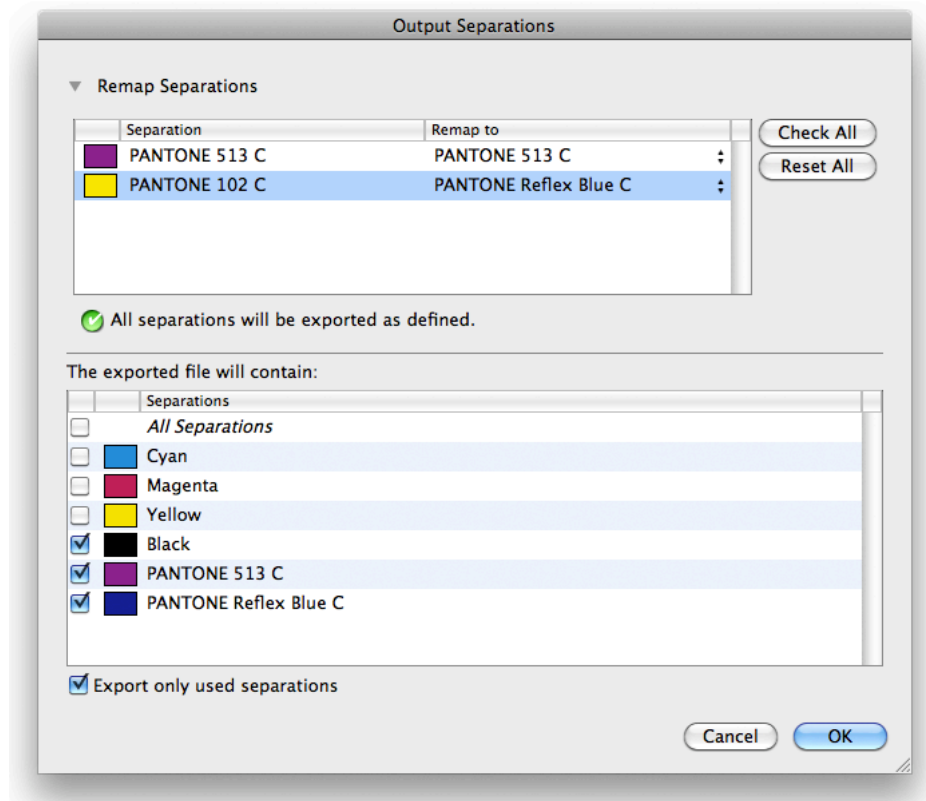 Output Separations
Remap Separations
Separation Remap to
PANTONE 513 C PANTONE 513 C
PANTONE 102 C PANTONE Reflex Blue C
Check All
Reset All
All separations will be exported as defined.
The exported file will contain:
Separations
All Separations
Cyan
Magenta
Yellow
Black
PANTONE 513 C
PANTONE Reflex Blue C
Export only used separations
Cancel OK